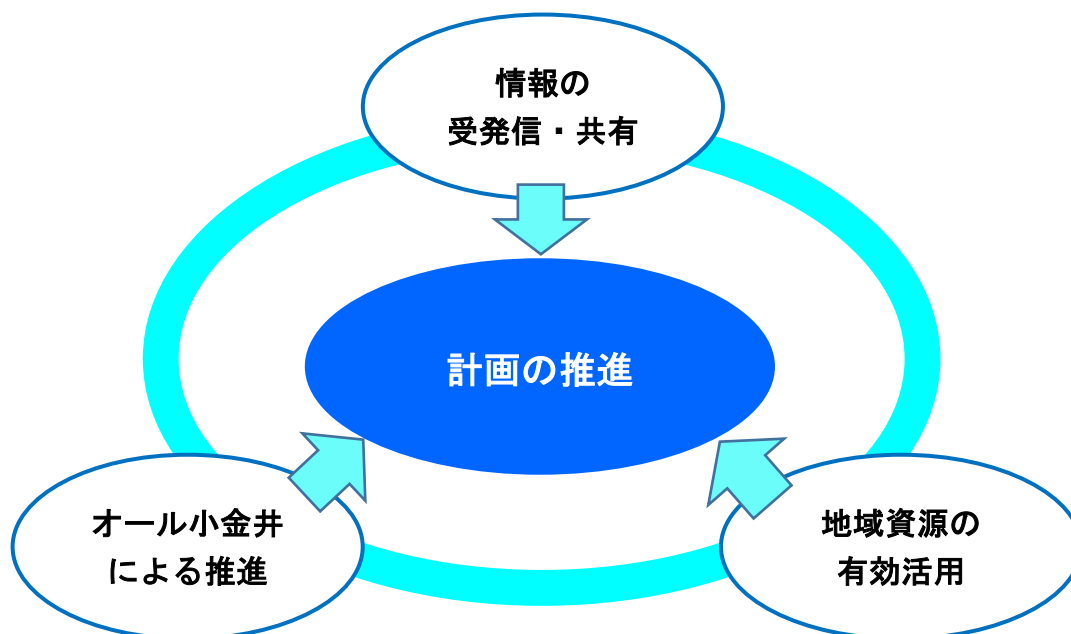 情報の
受発信・共有
計画の推進
オール小金井
による推進
地域資源の
有効活用